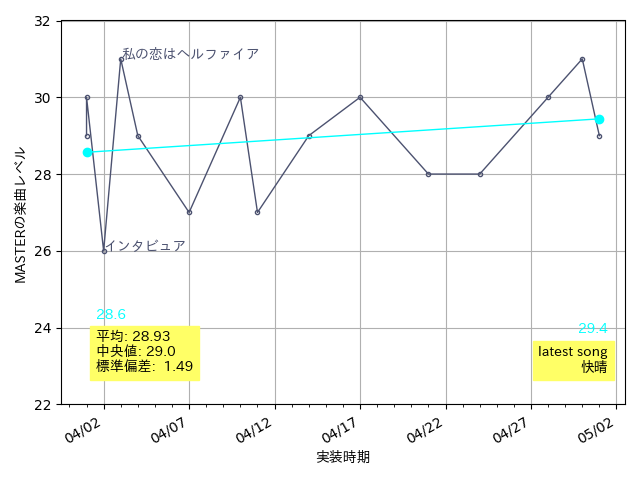 32
30
28
26
24
22
MASTERの楽曲レベル
私の恋はヘルファイア
インタビュア
28.6
平均: 28.93
中央値: 29.0
標準偏差: 1.49
29.4
latest song
快晴
04/02
04/07
04/12
04/17
04/22
04/27
05/02
実装時期